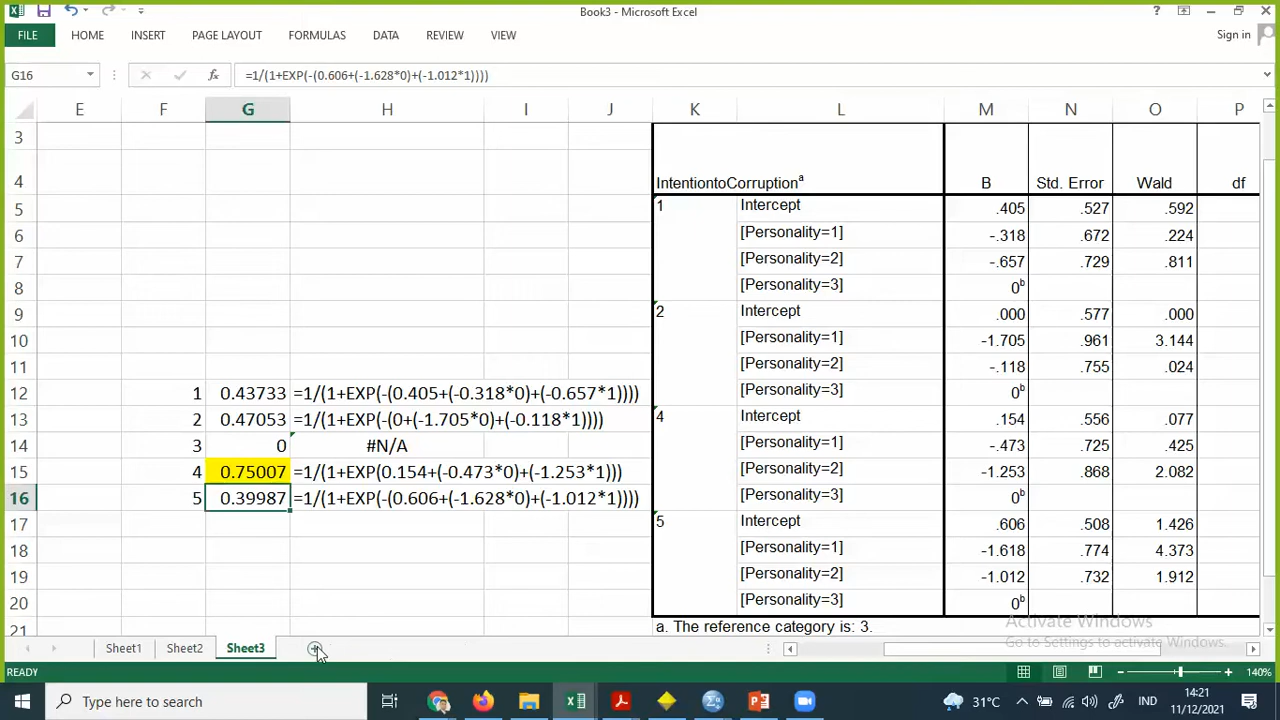 Book3 - Microsoft Excel
?
FILE HOME INSERT PAGE LAYOUT FORMULAS DATA REVIEW VIEW Sign in
G16 fx =1/(1+EXP(-(0.606+(-1.628*0)+(-1.012*1))))
E F G H I J K L M N O P
3
4 IntentiontoCorruptionᵃ B Std. Error Wald df
5 1 Intercept .405 .527 .592
6 [Personality=1] -.318 .672 .224
7 [Personality=2] -.657 .729 .811
8 [Personality=3] 0ᵇ
9 2 Intercept .000 .577 .000
10 [Personality=1] -1.705 .961 3.144
11 [Personality=2] -.118 .755 .024
12 1 0.43733 =1/(1+EXP(-(0.405+(-0.318*0)+(-0.657*1)))) [Personality=3] 0ᵇ
13 2 0.47053 =1/(1+EXP(-(0+(-1.705*0)+(-0.118*1)))) 4 Intercept .154 .556 .077
14 3 0 #N/A [Personality=1] -.473 .725 .425
15 4 0.75007 =1/(1+EXP(0.154+(-0.473*0)+(-1.253*1))) [Personality=2] -1.253 .868 2.082
16 5 0.39987 =1/(1+EXP(-(0.606+(-1.628*0)+(-1.012*1)))) [Personality=3] 0ᵇ
17 5 Intercept .606 .508 1.426
18 [Personality=1] -1.618 .774 4.373
19 [Personality=2] -1.012 .732 1.912
20 [Personality=3] 0ᵇ
21 a. The reference category is: 3.
Activate Windows
Go to Settings to activate Windows.
Sheet1 Sheet2 Sheet3
READY 140%
Type here to search 31°C IND 14:21
11/12/2021